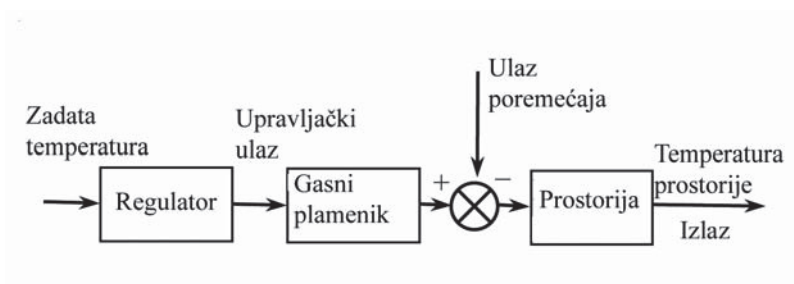 Zadata
temperatura
Regulator
Upravljački
ulaz
Gasni
plamenik
+
Ulaz
poremećaja
−
Prostorija
Temperatura
prostorije
Izlaz